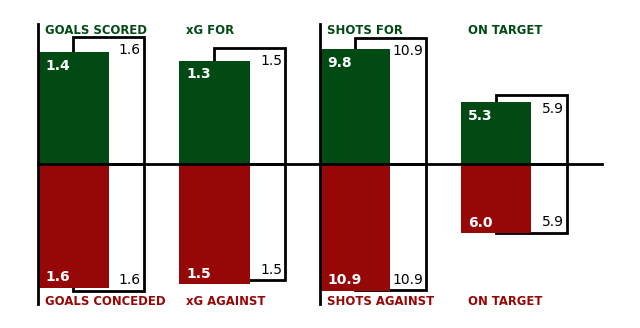 GOALS SCORED xG FOR SHOTS FOR ON TARGET
1.4 1.6 1.3 1.5 9.8 10.9 5.3 5.9
1.6 1.6 1.5 1.5 10.9 10.9 6.0 5.9
GOALS CONCEDED xG AGAINST SHOTS AGAINST ON TARGET